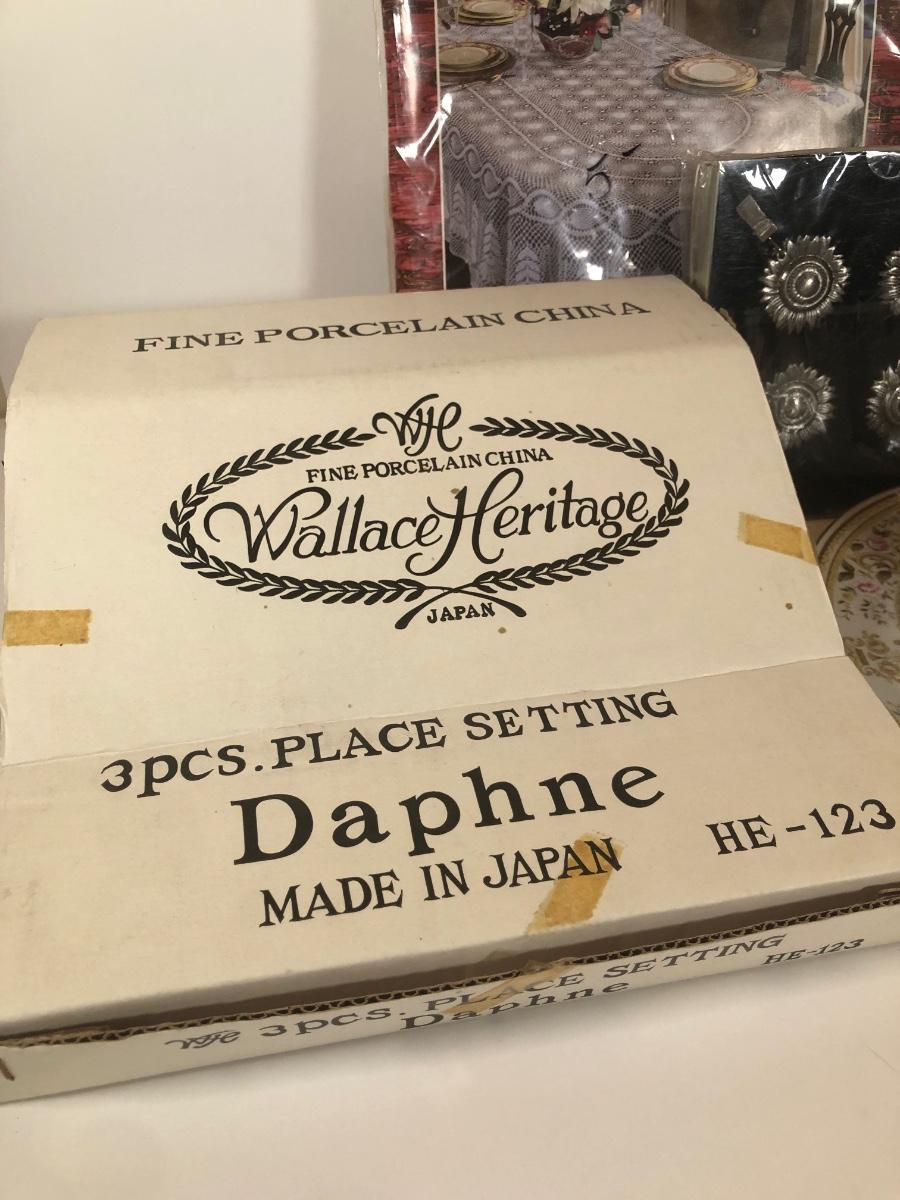 FINE PORCELAIN CHINA
WH
FINE PORCELAIN CHINA
Wallace Heritage
JAPAN
3PCS. PLACE SETTING
Daphne
MADE IN JAPAN
HE-123
WH 3PCS. PLACE SETTING HE-123
Daphne